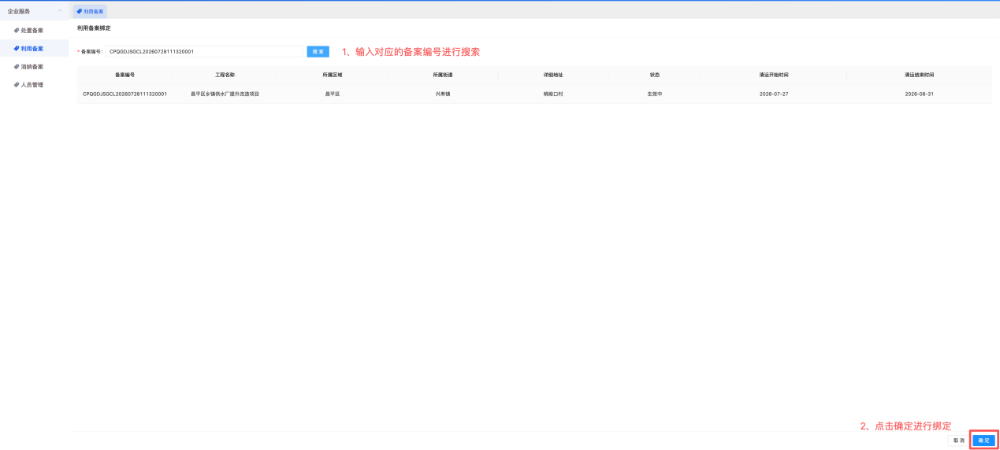 企业服务
利用备案
处置备案
利用备案
消纳备案
人员管理
利用备案绑定
* 备案编号: CPQGDJSGCL20260728111320001 搜 索 1、输入对应的备案编号进行搜索
备案编号 工程名称 所属区域 所属街道 详细地址 状态 清运开始时间 清运结束时间
CPQGDJSGCL20260728111320001 昌平区乡镇供水厂提升改造项目 昌平区 兴寿镇 桃峪口村 生效中 2026-07-27 2026-08-31
2、点击确定进行绑定
取 消 确 定